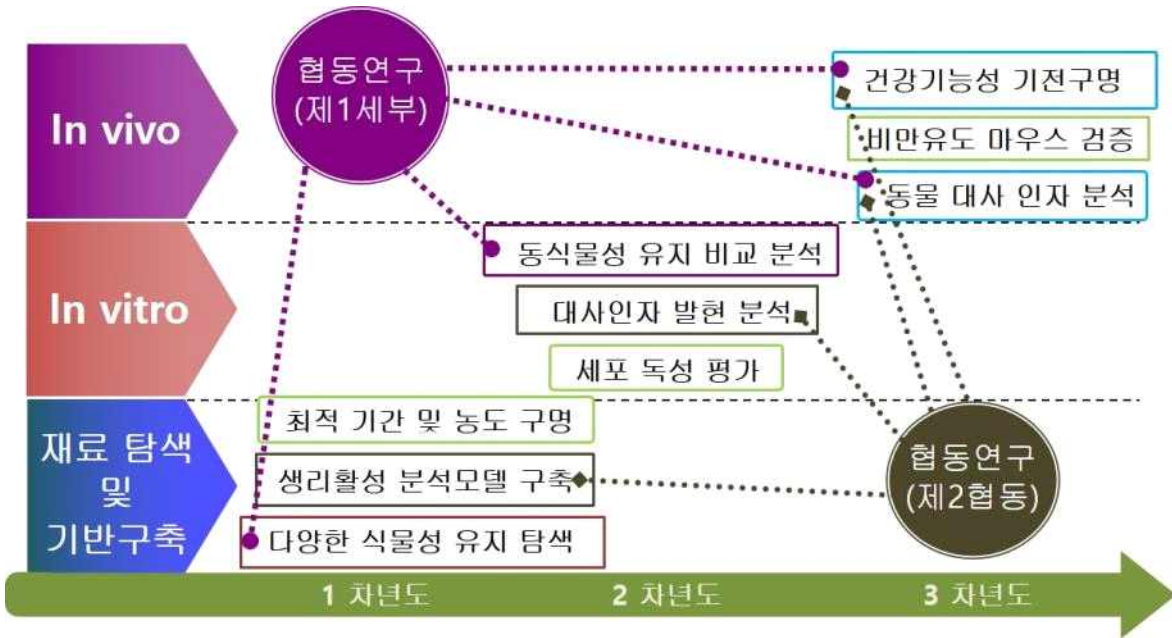 In vivo
협동연구
(제1세부)
건강기능성 기전구명
비만유도 마우스 검증
동물 대사 인자 분석
In vitro
동식물성 유지 비교 분석
대사인자 발현 분석
세포 독성 평가
재료 탐색
및
기반구축
최적 기간 및 농도 구명
생리활성 분석모델 구축
다양한 식물성 유지 탐색
협동연구
(제2협동)
1 차년도
2 차년도
3 차년도